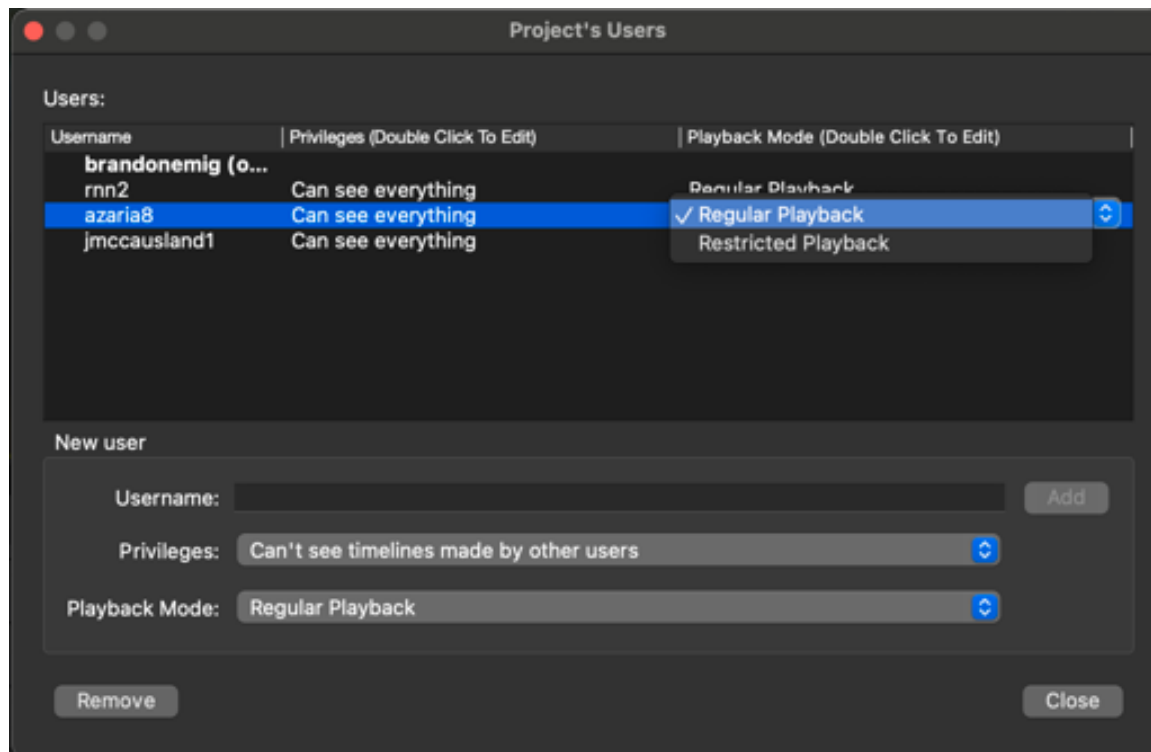 Project's Users
Users:
Username Privileges (Double Click To Edit) Playback Mode (Double Click To Edit)
brandonemig (o...
rnn2 Can see everything Regular Playback
azaria8 Can see everything ✓ Regular Playback
Restricted Playback
jmccausland1 Can see everything
New user
Username: Add
Privileges: Can't see timelines made by other users
Playback Mode: Regular Playback
Remove Close